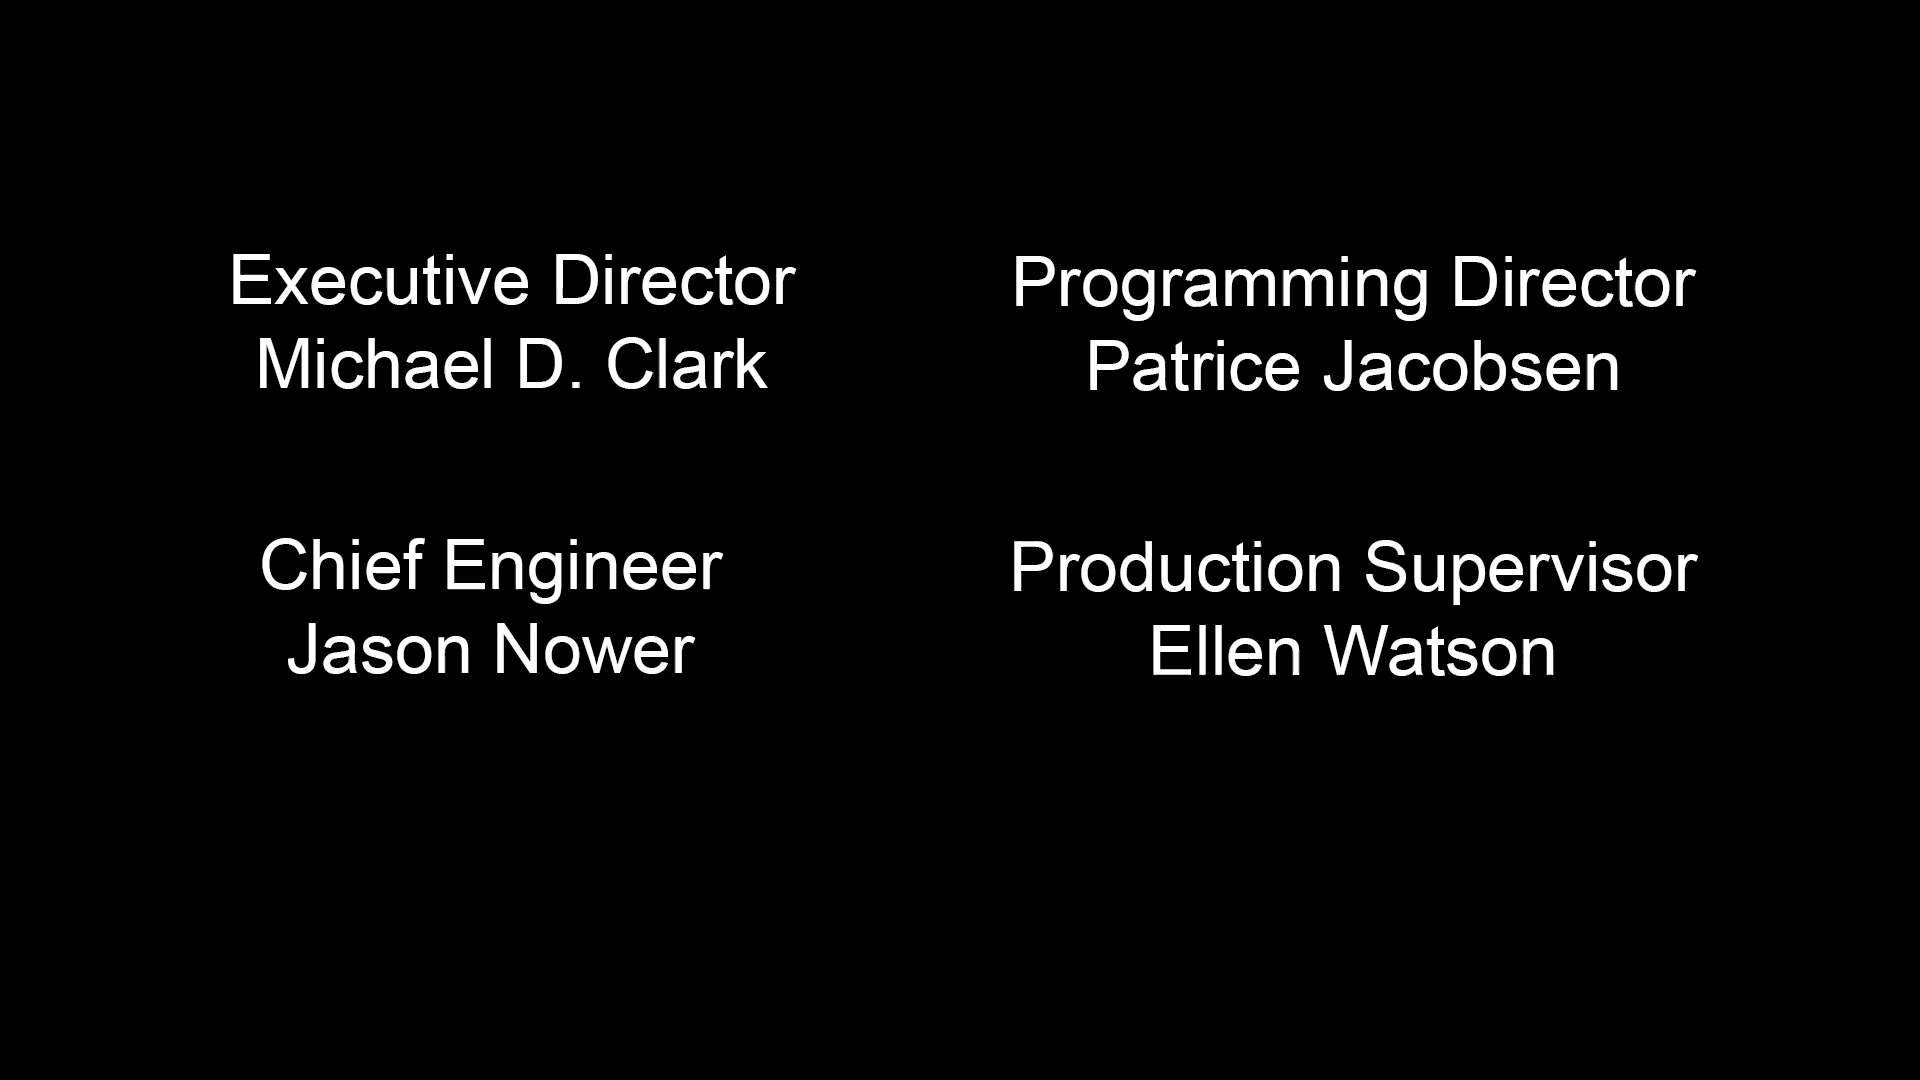 Executive Director
Michael D. Clark
Programming Director
Patrice Jacobsen
Chief Engineer
Jason Nower
Production Supervisor
Ellen Watson